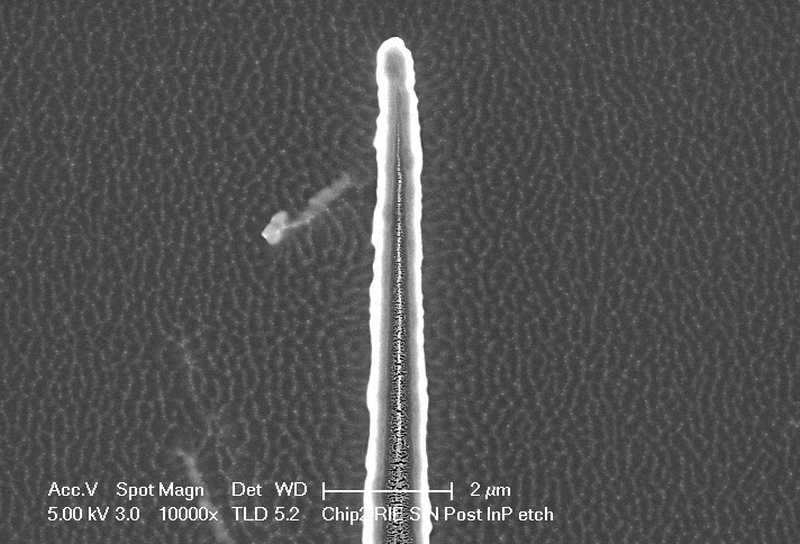 Acc.V Spot Magn Det WD 2 µm
5.00 kV 3.0 10000x TLD 5.2 Chip2 RIE SiN Post InP etch